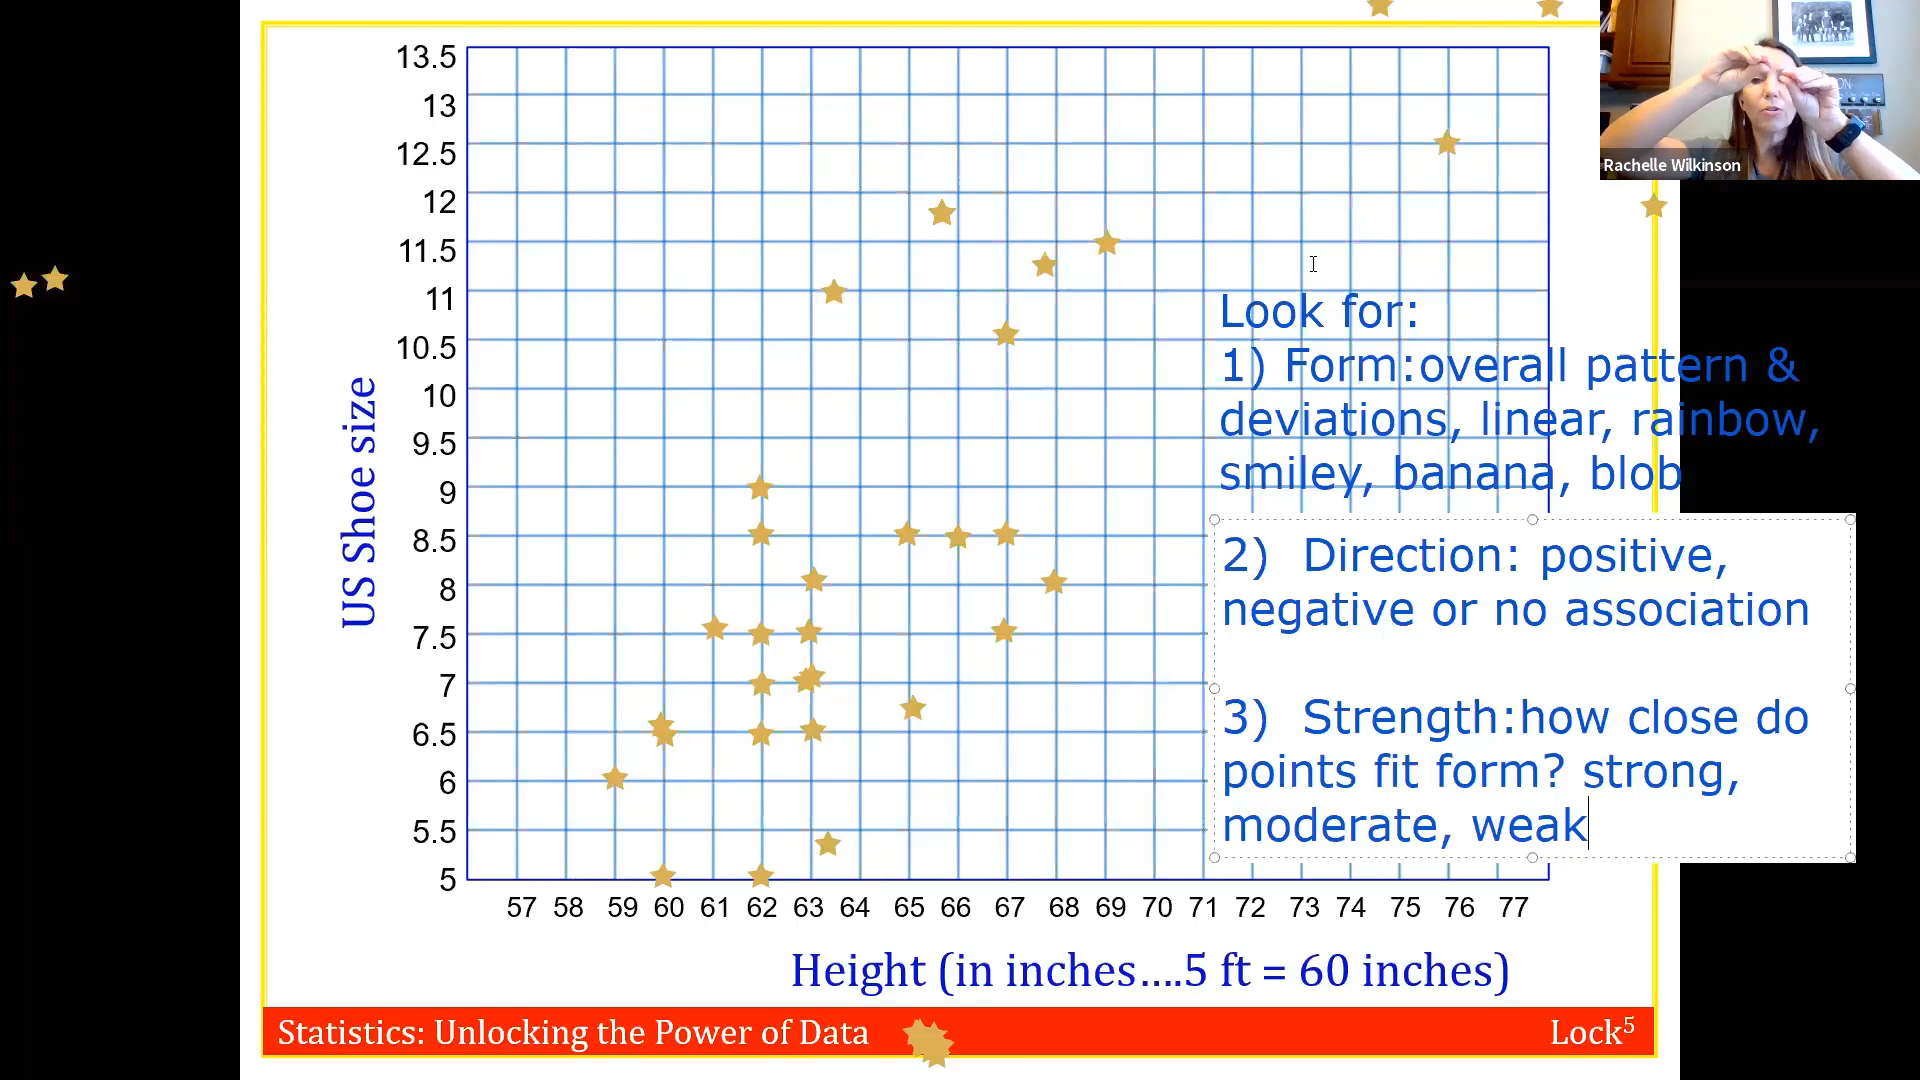 13.5
13
12.5
12
11.5
11
10.5
10
9.5
9
8.5
8
7.5
7
6.5
6
5.5
5
US Shoe size
57 58 59 60 61 62 63 64 65 66 67 68 69 70 71 72 73 74 75 76 77
Height (in inches....5 ft = 60 inches)
Look for:
1) Form:overall pattern &
deviations, linear, rainbow,
smiley, banana, blob
2) Direction: positive,
negative or no association
3) Strength:how close do
points fit form? strong,
moderate, weak
Rachelle Wilkinson
Statistics: Unlocking the Power of Data
Lock⁵